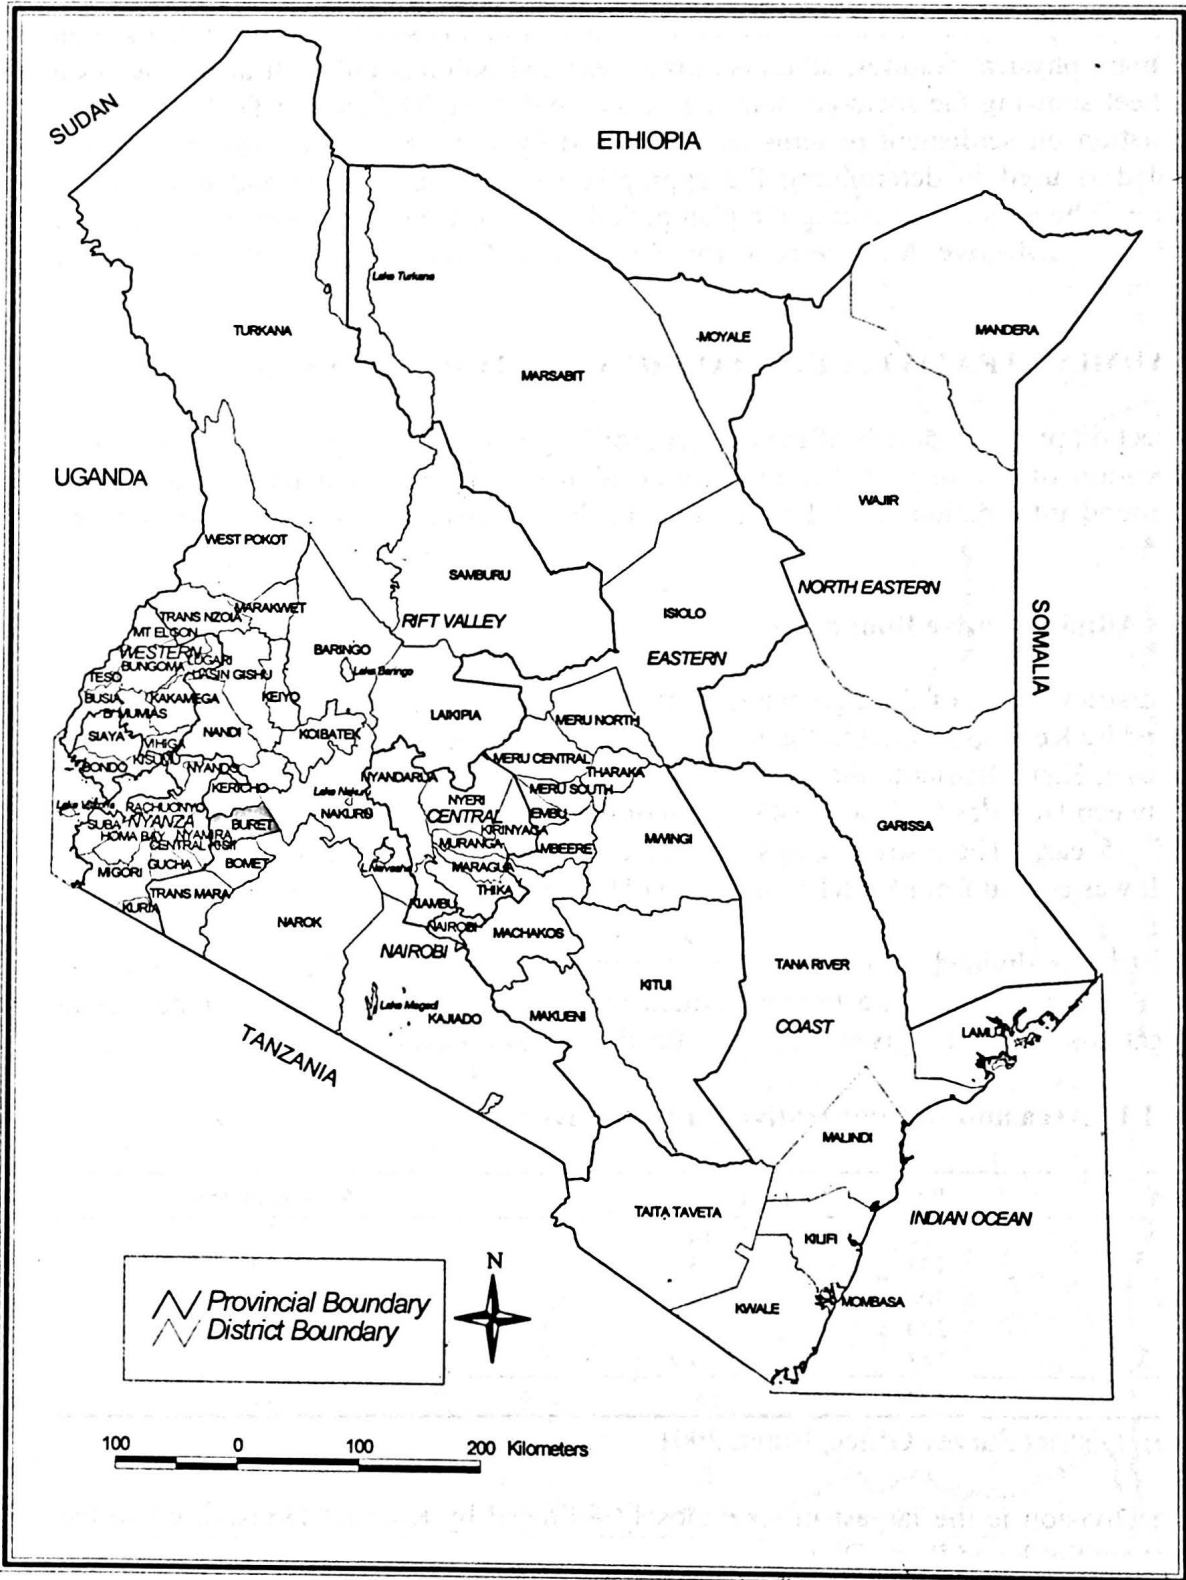 SUDAN
ETHIOPIA
Lake Turkana
TURKANA
MOYALE
MANDERA
MARSABIT
UGANDA
WAJIR
WEST POKOT
SAMBURU
NORTH EASTERN
MARAKWET
TRANS NZOIA
RIFT VALLEY
ISIOLO
SOMALIA
MT ELGON
WESTERN
LUGARI
BARINGO
EASTERN
BUNGOMA
UASIN GISHU
Lake Baringo
TESO
BUSIA
KAKAMEGA
KEIYO
B/ MUMIAS
LAIKIPIA
MERU NORTH
SIAYA
NANDI
KOIBATEK
VIHIGA
KISUMU
MERU CENTRAL
BONDO
NYANDO
NYANDARUA
THARAKA
KERICHO
MERU SOUTH
Lake Nakuru
NYERI
RACHUONYO
NAKURU
CENTRAL
EMBU
GARISSA
SUBA
NYANZA
BURET
KIRINYAGA
HOMA BAY
NYAMIRA
MURANGA
MBEERE
MWINGI
CENTRAL KISII
GUCHA
BOMET
L. Naivasha
MARAGUA
MIGORI
TRANS MARA
THIKA
KIAMBU
KURIA
NAROK
NAIROBI
MACHAKOS
NAIROBI
TANA RIVER
KITUI
Lake Magadi
KAJIADO
MAKUENI
COAST
LAMU
TANZANIA
MALINDI
TAITA TAVETA
INDIAN OCEAN
KILIFI
KWALE
MOMBASA
N
Provincial Boundary
District Boundary
100 0 100 200 Kilometers